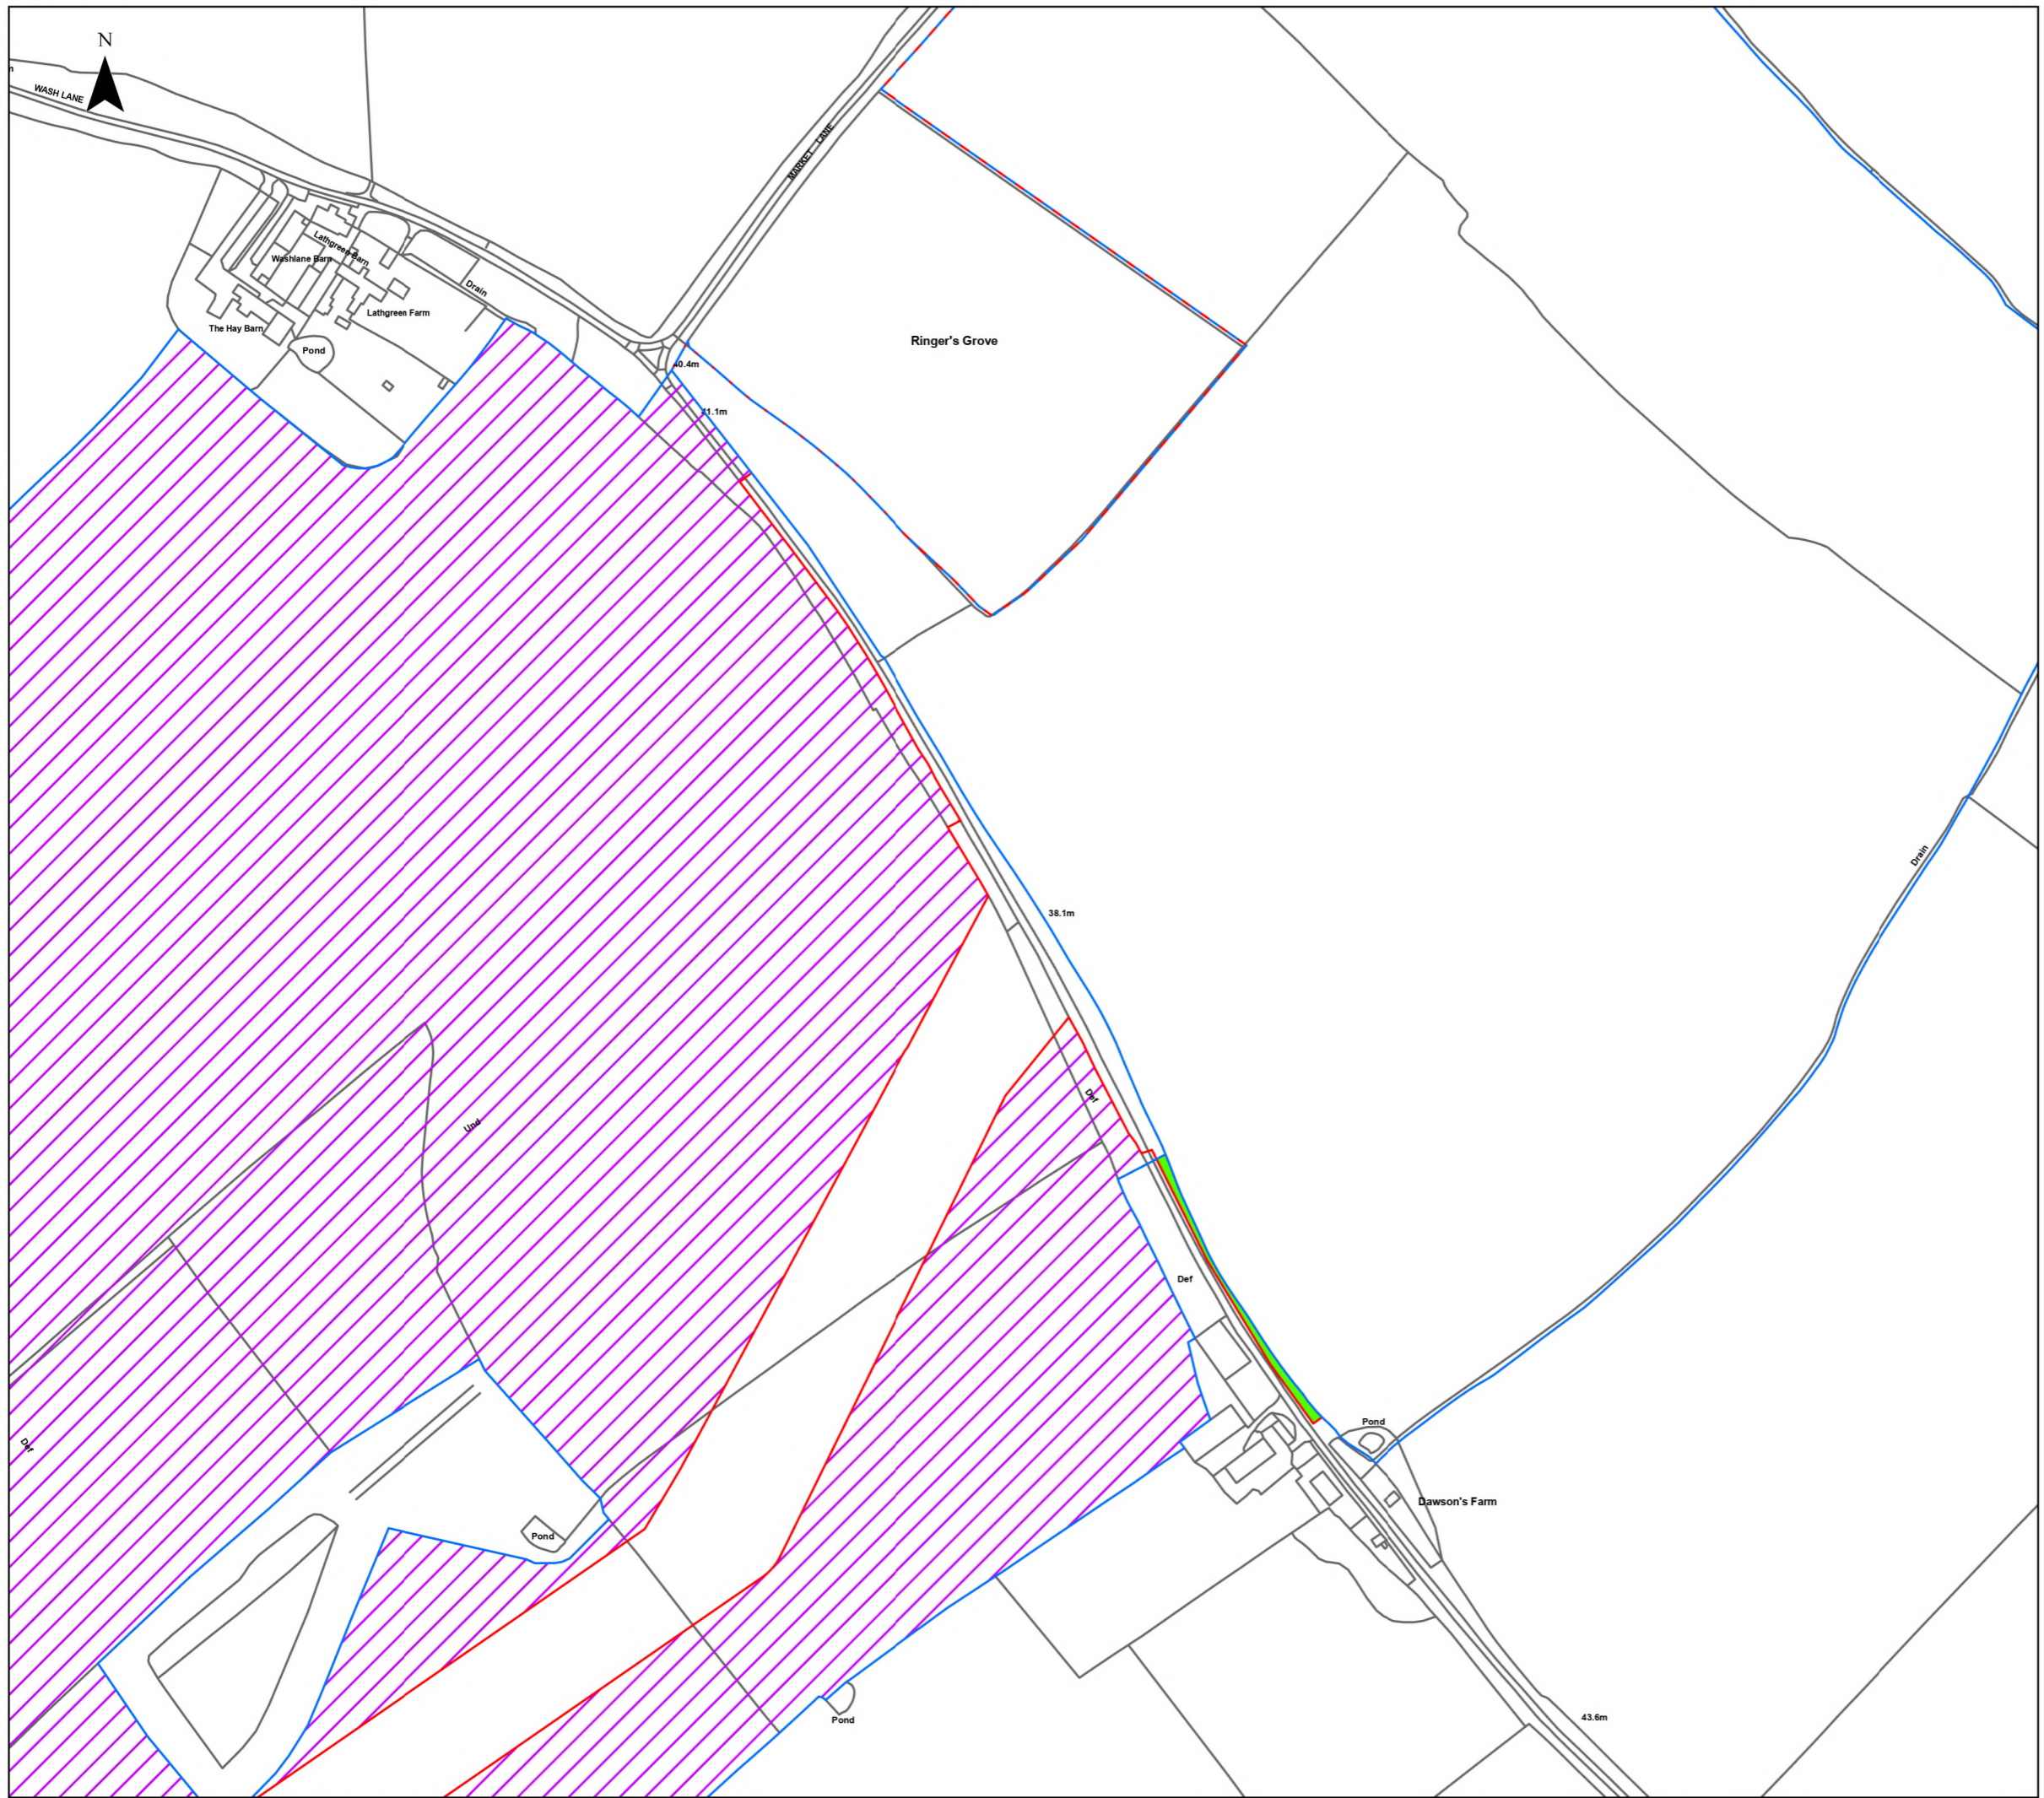 N
WASH LANE
MARKET LANE
Lathgreen Barn
Washlane Barn
Drain
Lathgreen Farm
The Hay Barn
Pond
Ringer's Grove
40.4m
41.1m
Drain
38.1m
Def
Und
Def
Def
Pond
Dawson's Farm
Pond
Pond
43.6m